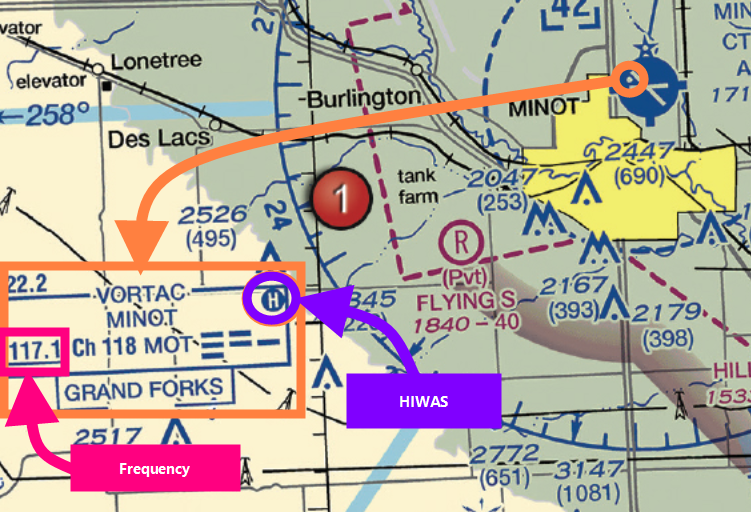 vator
27
42
MIN
CT
A
171
Lonetree
elevator
258°
Burlington
MINOT
Des Lacs
2447
(690)
1
tank
farm
2047
(253)
2526
(495)
24
R
(Pvt)
FLYING S
1840 - 40
2167
(393)
2179
(398)
22.2
VORTAC
MINOT
H
117.1
Ch 118 MOT
GRAND FORKS
HIWAS
HILL
153
2517
Frequency
2772
(651)
3147
(1081)